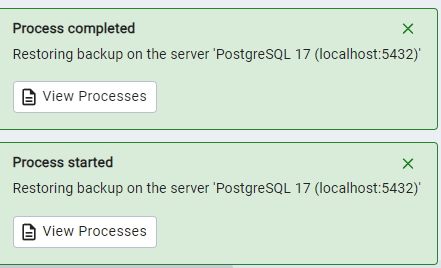 Process completed
Restoring backup on the server 'PostgreSQL 17 (localhost:5432)'
View Processes
Process started
Restoring backup on the server 'PostgreSQL 17 (localhost:5432)'
View Processes